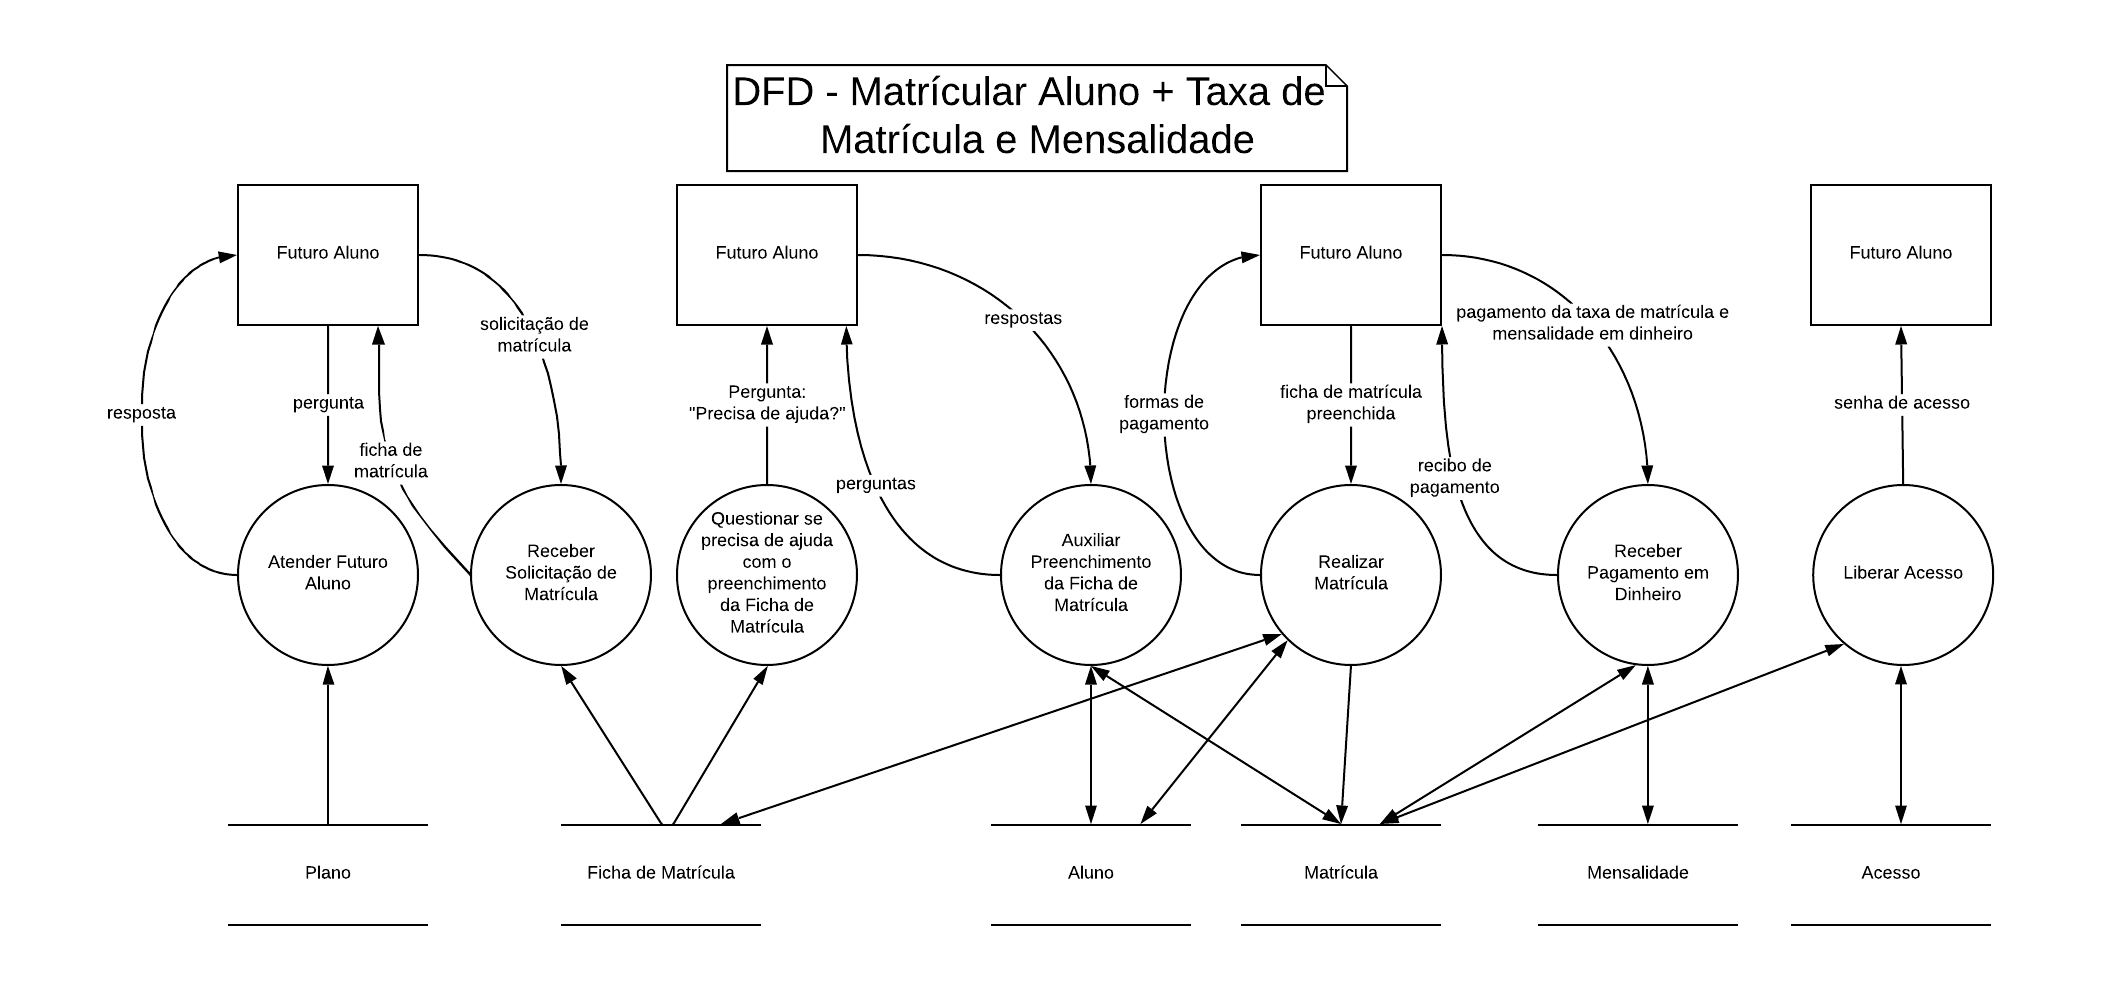 DFD - Matrícular Aluno + Taxa de
Matrícula e Mensalidade
Futuro Aluno
Futuro Aluno
Futuro Aluno
Futuro Aluno
resposta
pergunta
ficha de
matrícula
solicitação de
matrícula
Pergunta:
"Precisa de ajuda?"
perguntas
respostas
formas de
pagamento
ficha de matrícula
preenchida
recibo de
pagamento
pagamento da taxa de matrícula e
mensalidade em dinheiro
senha de acesso
Atender Futuro
Aluno
Receber
Solicitação de
Matrícula
Questionar se
precisa de ajuda
com o
preenchimento
da Ficha de
Matrícula
Auxiliar
Preenchimento
da Ficha de
Matrícula
Realizar
Matrícula
Receber
Pagamento em
Dinheiro
Liberar Acesso
Plano
Ficha de Matrícula
Aluno
Matrícula
Mensalidade
Acesso